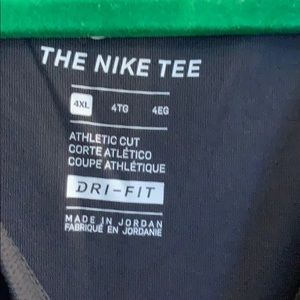 THE NIKE TEE
4XL 4TG 4EG
ATHLETIC CUT
CORTE ATLÉTICO
COUPE ATHLÉTIQUE
DRI-FIT
MADE IN JORDAN
FABRIQUÉ EN JORDANIE